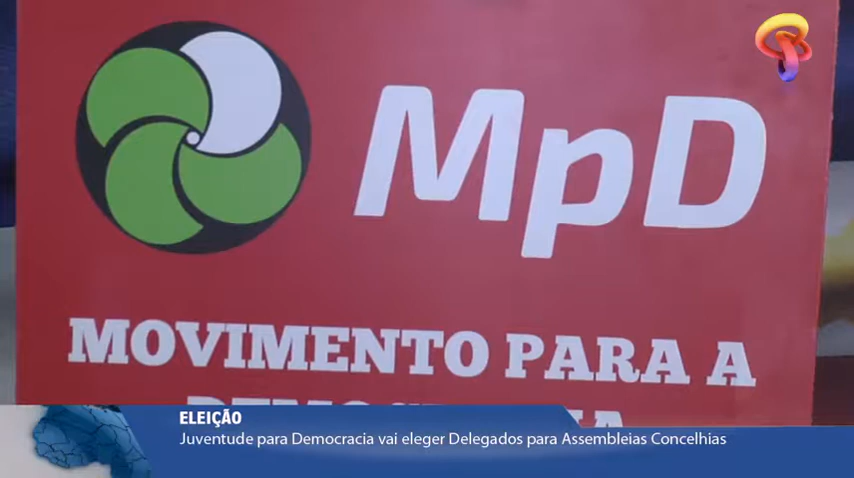 MpD
MOVIMENTO PARA A
ELEIÇÃO
Juventude para Democracia vai eleger Delegados para Assembleias Concelhias